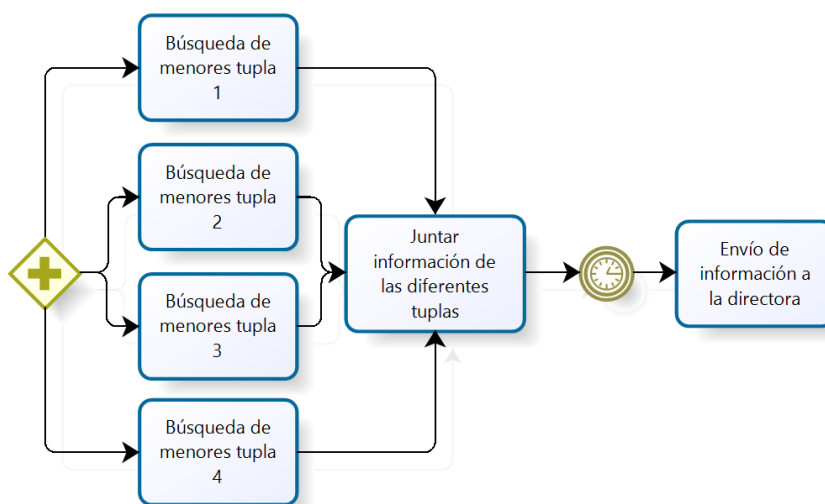 Búsqueda de
menores tupla
1
Búsqueda de
menores tupla
2
Búsqueda de
menores tupla
3
Búsqueda de
menores tupla
4
Juntar
información de
las diferentes
tuplas
Envío de
información a
la directora